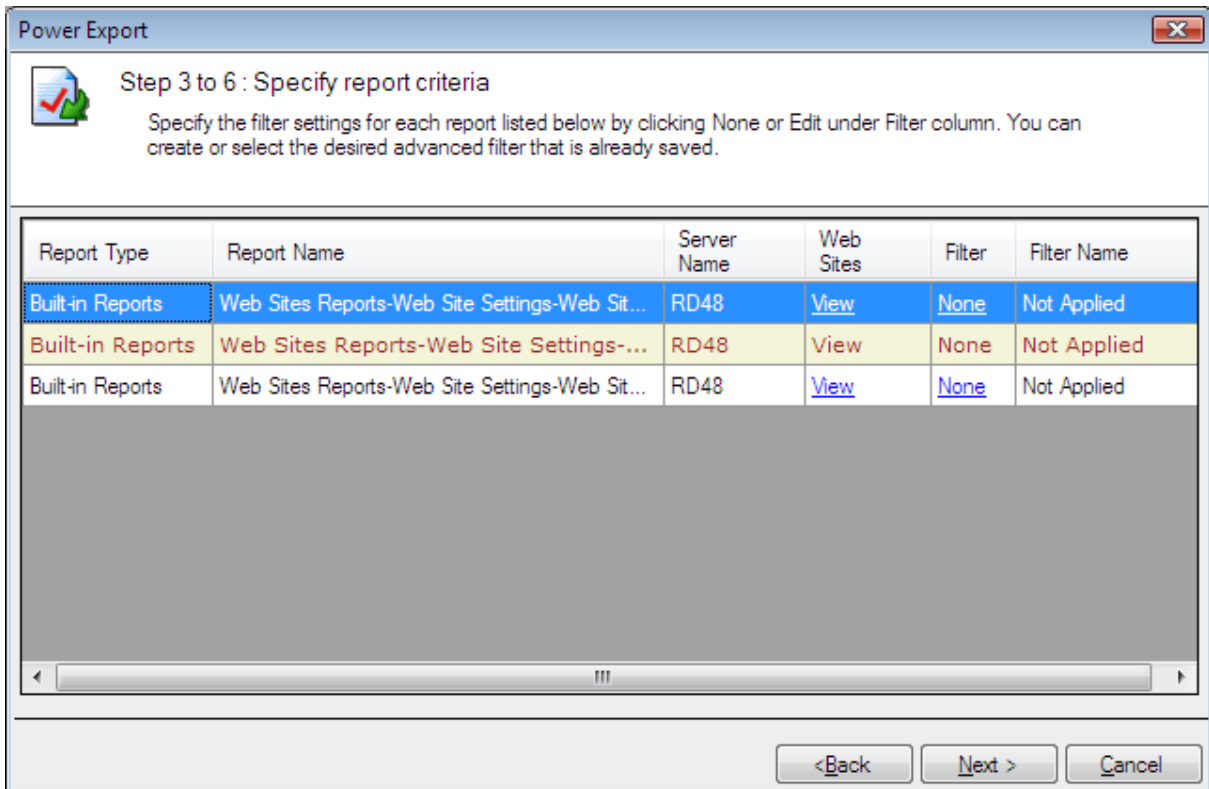 Power Export
Step 3 to 6 : Specify report criteria
Specify the filter settings for each report listed below by clicking None or Edit under Filter column. You can
create or select the desired advanced filter that is already saved.
Report Type Report Name Server Name Web Sites Filter Filter Name
Built-in Reports Web Sites Reports-Web Site Settings-Web Sit... RD48 View None Not Applied
Built-in Reports Web Sites Reports-Web Site Settings-... RD48 View None Not Applied
Built-in Reports Web Sites Reports-Web Site Settings-Web Sit... RD48 View None Not Applied
<Back Next > Cancel